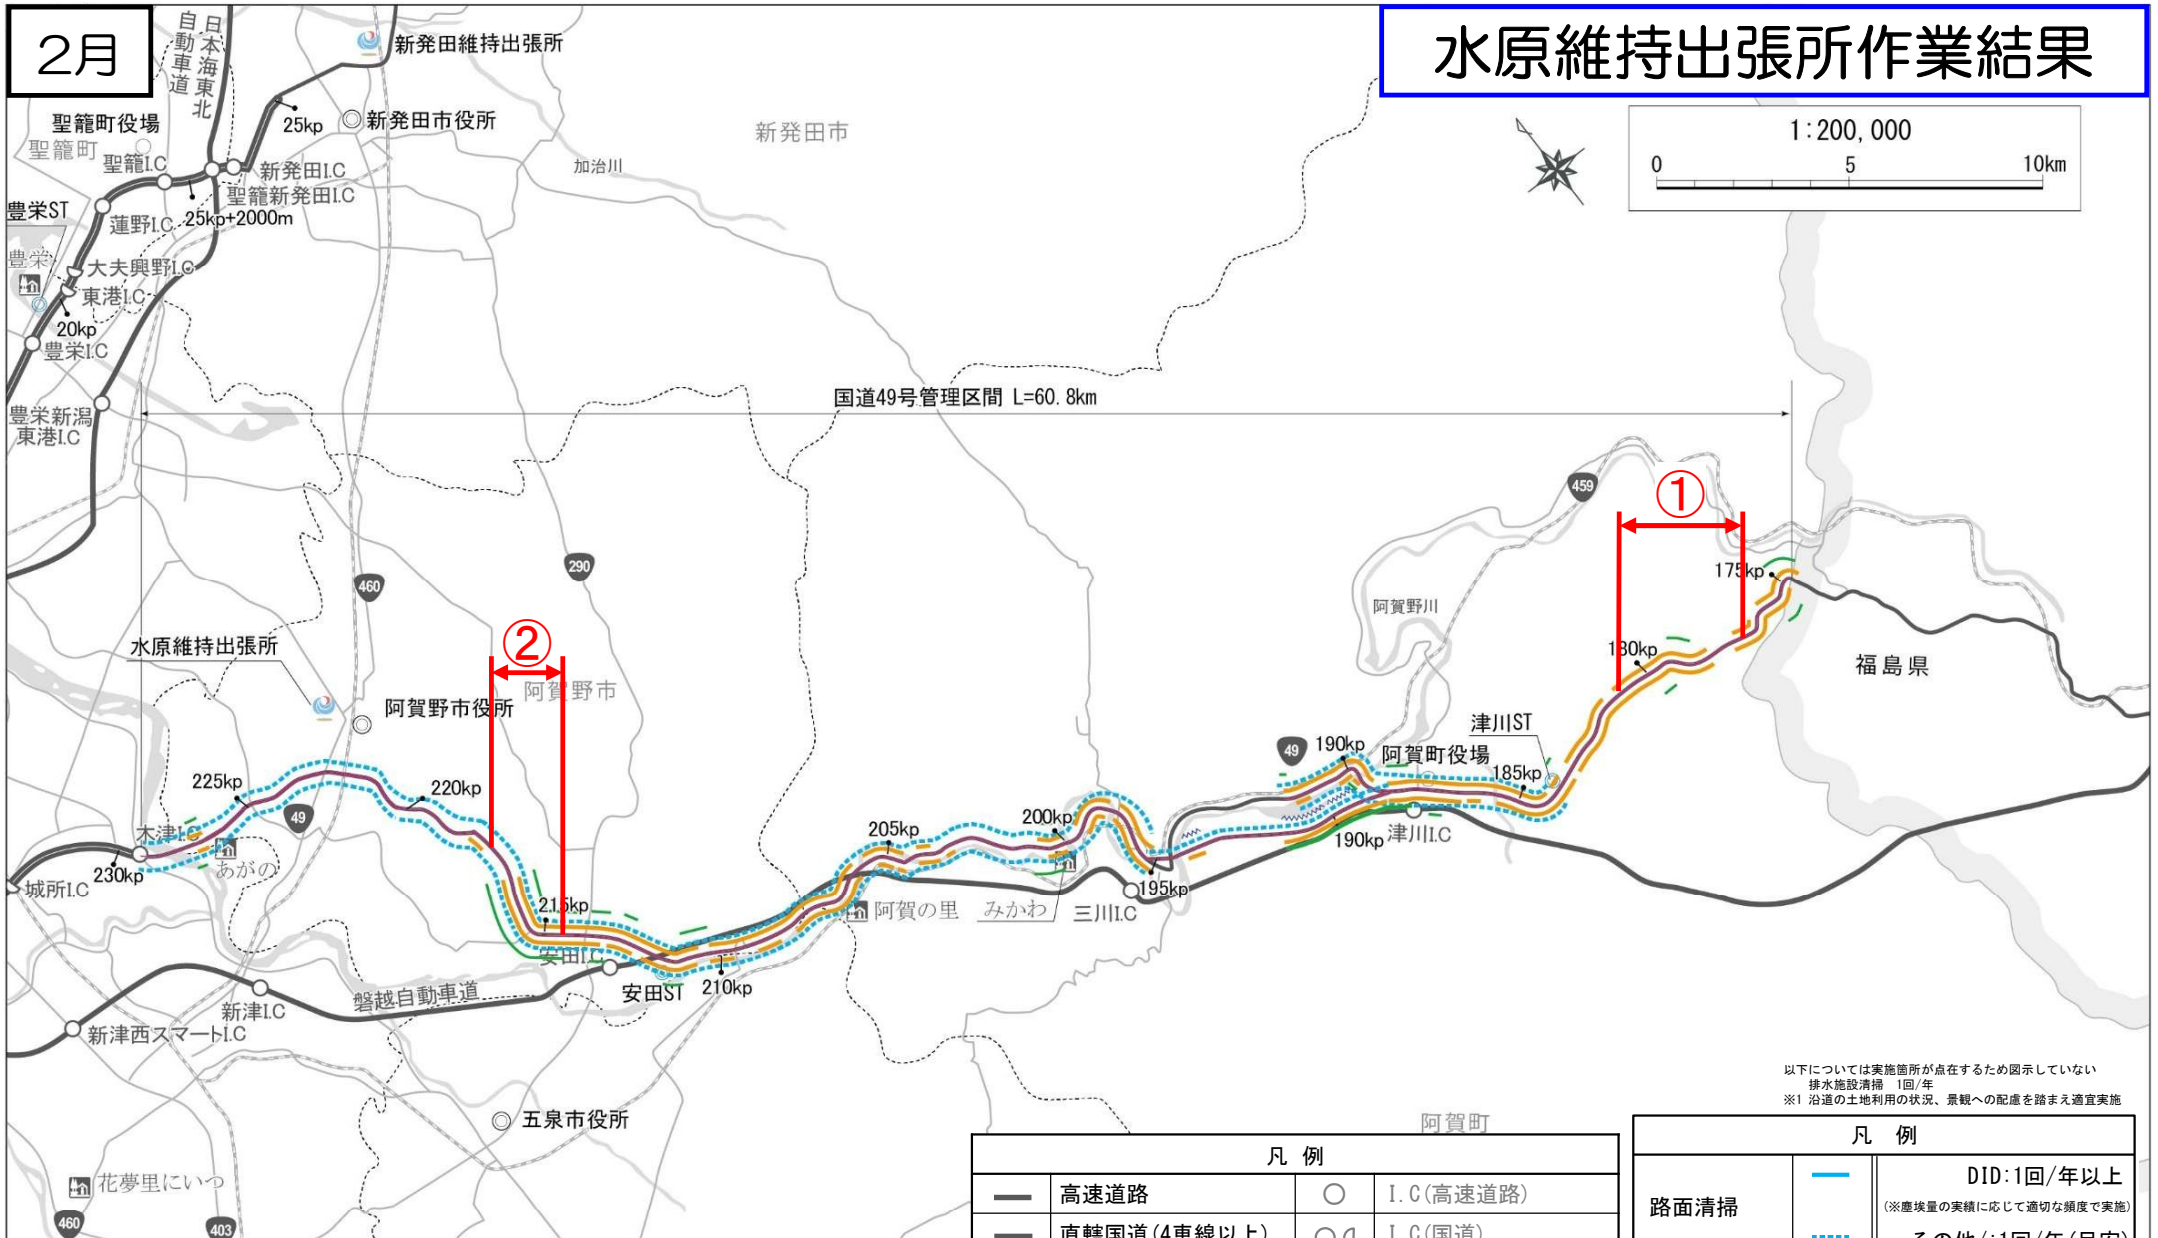 2月
水原維持出張所作業結果
日本海東北
自動車道
新発田維持出張所
1:200,000
0 5 10km
25kp
新発田市役所
新発田市
聖籠町役場
聖籠町
聖籠I.C
新発田I.C
聖籠新発田I.C
加治川
豊栄ST
蓮野I.C
25kp+2000m
豊栄
大夫興野I.C
東港I.C
20kp
豊栄I.C
豊栄新潟
東港I.C
国道49号管理区間 L=60.8km
459
①
290
460
175kp
阿賀野川
水原維持出張所
②
180kp
福島県
阿賀野市
阿賀野市役所
津川ST
49
190kp
阿賀町役場
185kp
225kp
220kp
49
木津I.C
200kp
205kp
190kp
津川I.C
あがの
230kp
城所I.C
195kp
215kp
阿賀の里
みかわ
三川I.C
安田I.C
安田ST
210kp
磐越自動車道
新津I.C
新津西スマートI.C
以下については実施箇所が点在するため図示していない
排水施設清掃 1回/年
※1 沿道の土地利用の状況、景観への配慮を踏まえ適宜実施
五泉市役所
阿賀町
凡 例
高速道路
I.C(高速道路)
直轄国道(4車線以上)
I.C(国道)
凡 例
路面清掃
DID:1回/年以上
(※塵埃量の実績に応じて適切な頻度で実施)
その他/:1回/年(目安)
花夢里にいつ
460
403